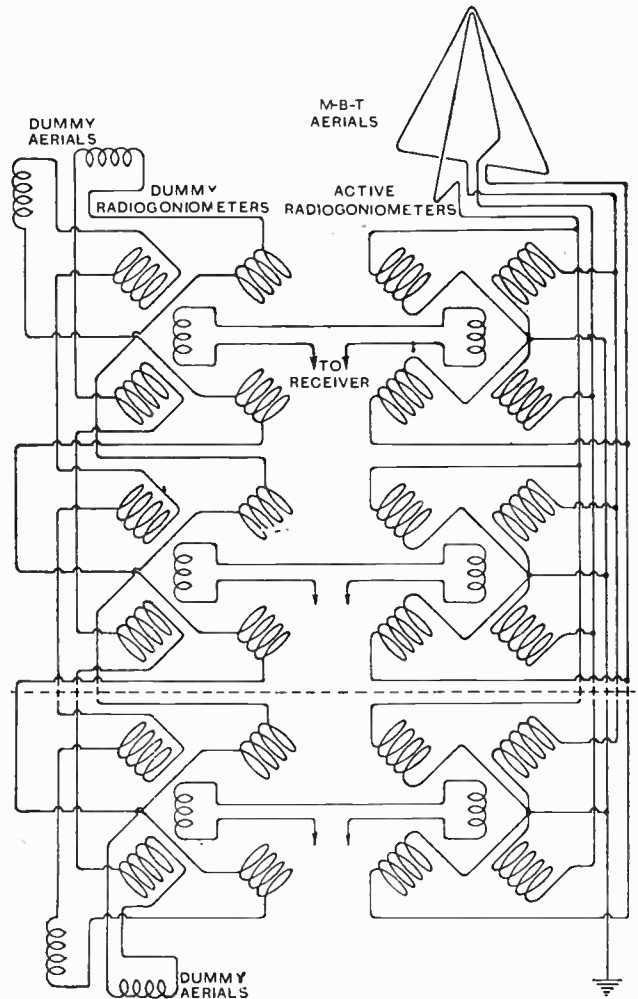 M-B-T
AERIALS
DUMMY
AERIALS
DUMMY
RADIOGONIOMETERS
ACTIVE
RADIOGONIOMETERS
TO
RECEIVER
DUMMY
AERIALS